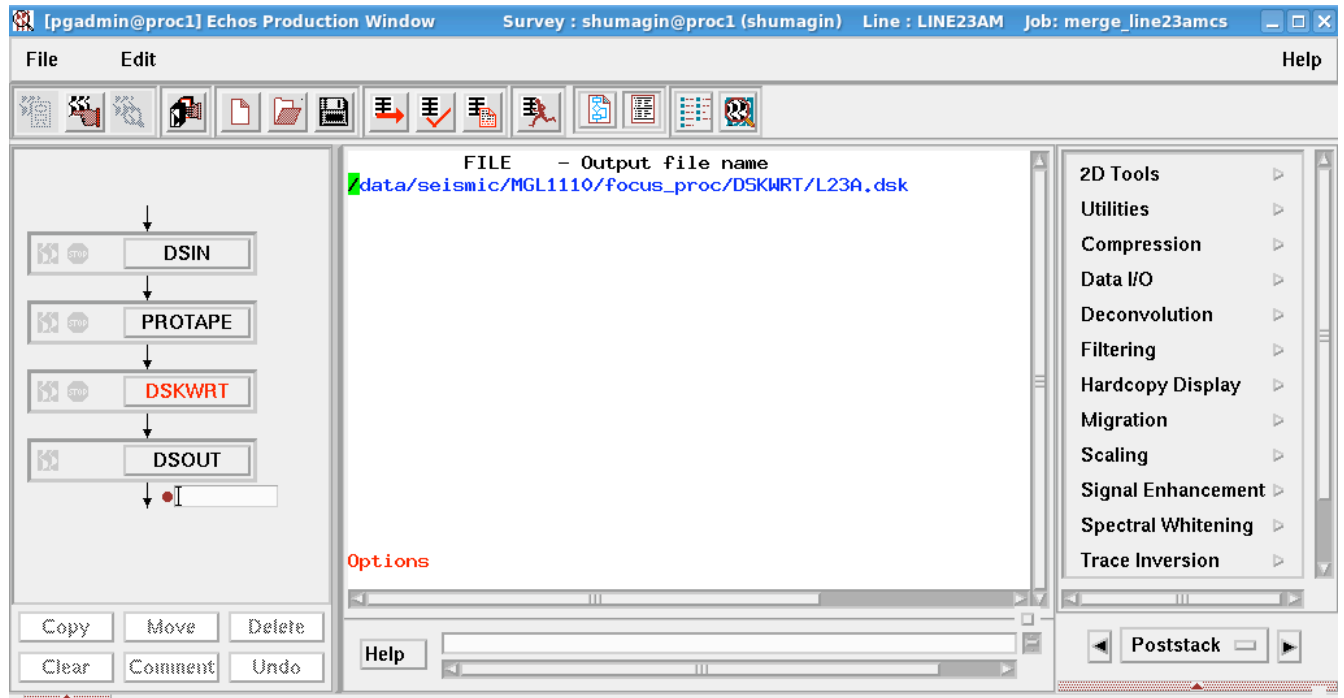 [pgadmin@proc1] Echos Production Window Survey : shumagin@proc1 (shumagin) Line : LINE23AM Job: merge_line23amcs
File Edit Help
DSIN
PROTAPE
DSKWRT
DSOUT
Copy Move Delete
Clear Comment Undo
FILE - Output file name
/data/seismic/MGL1110/focus_proc/DSKWRT/L23A.dsk
Options
Help
2D Tools
Utilities
Compression
Data I/O
Deconvolution
Filtering
Hardcopy Display
Migration
Scaling
Signal Enhancement
Spectral Whitening
Trace Inversion
Poststack